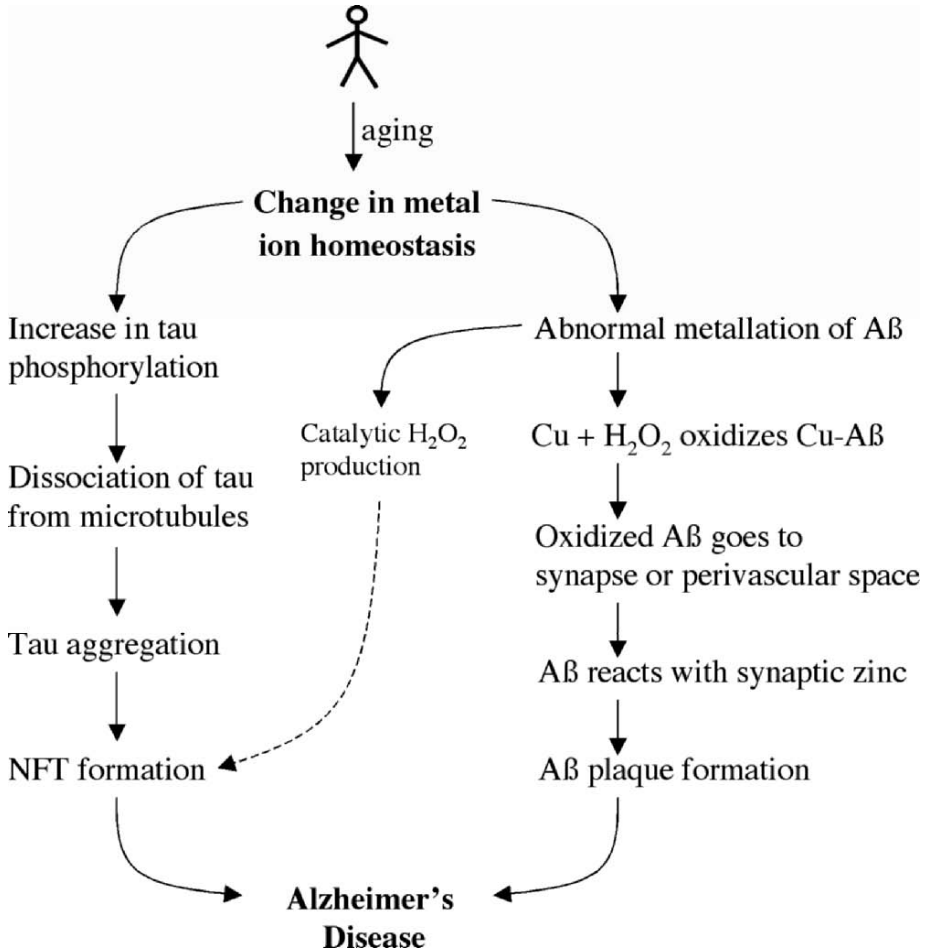 aging
Change in metal
ion homeostasis
Increase in tau
phosphorylation
Dissociation of tau
from microtubules
Tau aggregation
NFT formation
Catalytic H₂O₂
production
Abnormal metallation of Aß
Cu + H₂O₂ oxidizes Cu-Aß
Oxidized Aß goes to
synapse or perivascular space
Aß reacts with synaptic zinc
Aß plaque formation
Alzheimer’s
Disease